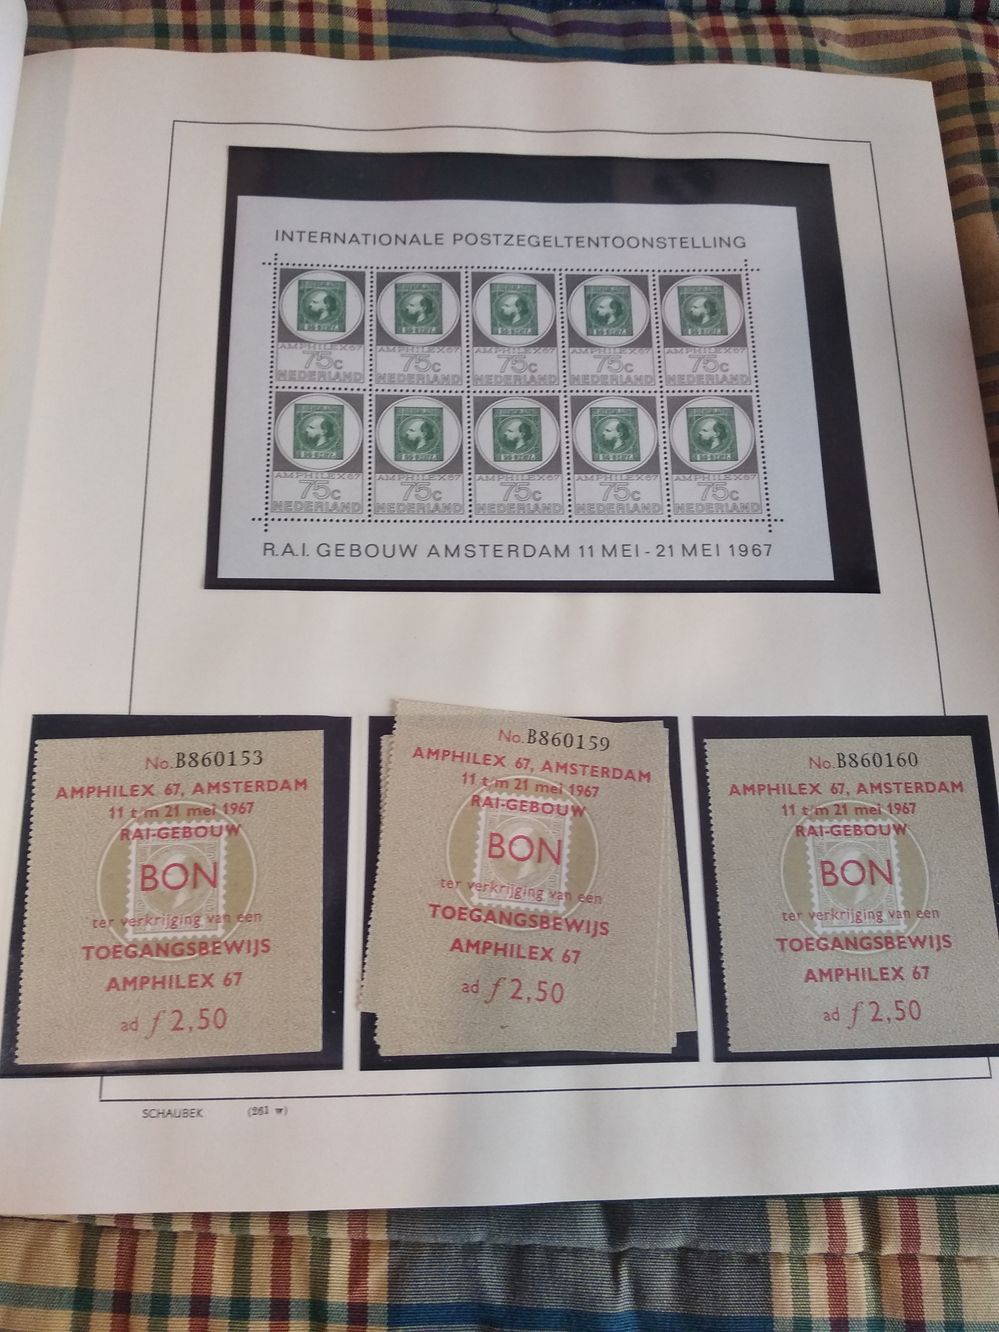 INTERNATIONALE POSTZEGELTENTOONSTELLING
AMPHILEX 67 AMPHILEX 67 AMPHILEX 67 AMPHILEX 67 AMPHILEX 67
75c 75c 75c 75c 75c
NEDERLAND NEDERLAND NEDERLAND NEDERLAND NEDERLAND
AMPHILEX 67 AMPHILEX 67 AMPHILEX 67 AMPHILEX 67 AMPHILEX 67
75c 75c 75c 75c 75c
NEDERLAND NEDERLAND NEDERLAND NEDERLAND NEDERLAND
R.A.I. GEBOUW AMSTERDAM 11 MEI - 21 MEI 1967
No. B860153
AMPHILEX 67, AMSTERDAM
11 t/m 21 mei 1967
RAI-GEBOUW
BON
ter verkrijging van een
TOEGANGSBEWIJS
AMPHILEX 67
ad f 2,50
No. B860159
AMPHILEX 67, AMSTERDAM
11 t/m 21 mei 1967
RAI-GEBOUW
BON
ter verkrijging van een
TOEGANGSBEWIJS
AMPHILEX 67
ad f 2,50
No. B860160
AMPHILEX 67, AMSTERDAM
11 t/m 21 mei 1967
RAI-GEBOUW
BON
ter verkrijging van een
TOEGANGSBEWIJS
AMPHILEX 67
ad f 2,50
SCHAUBEK (261 w)